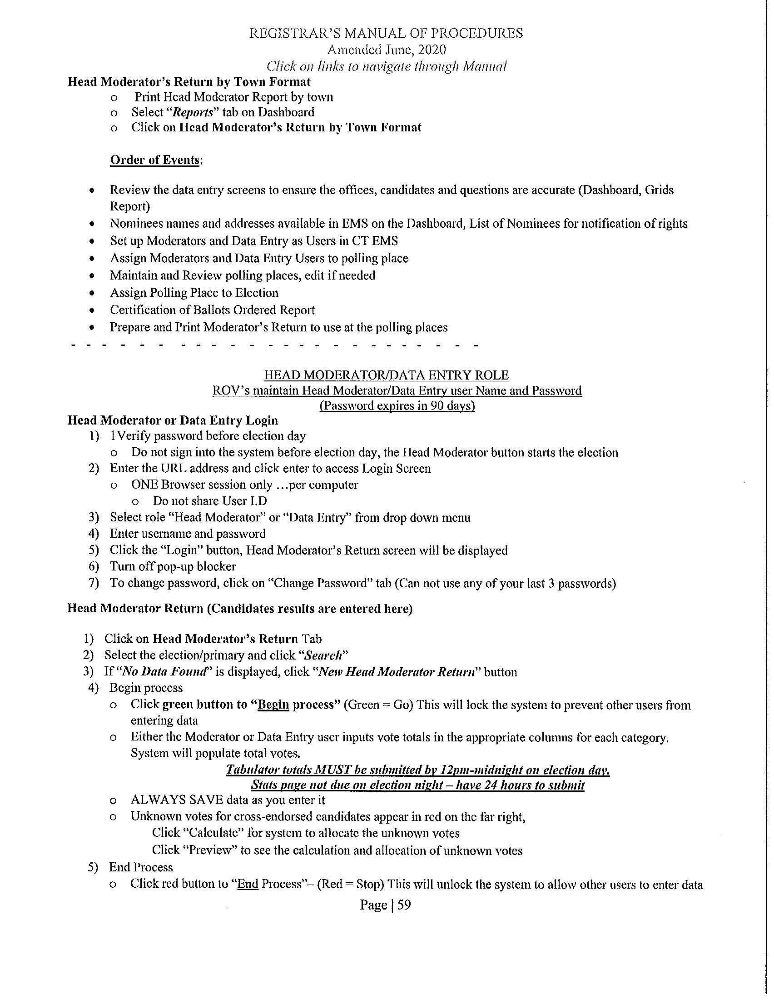 REGISTRAR'S MANUAL OF PROCEDURES
Amended June, 2020
Click on links to navigate through Manual
Head Moderator's Return by Town Format
o Print Head Moderator Report by town
o Select “Reports” tab on Dashboard
o Click on Head Moderator's Return by Town Format
Order of Events:
• Review the data entry screens to ensure the offices, candidates and questions are accurate (Dashboard, Grids
Report)
• Nominees names and addresses available in EMS on the Dashboard, List of Nominees for notification of rights
• Set up Moderators and Data Entry as Users in CT EMS
• Assign Moderators and Data Entry Users to polling place
• Maintain and Review polling places, edit if needed
• Assign Polling Place to Election
• Certification of Ballots Ordered Report
• Prepare and Print Moderator's Return to use at the polling places
- - - - - - - - - - - - - - - - - - - - - - - -
HEAD MODERATOR/DATA ENTRY ROLE
ROV's maintain Head Moderator/Data Entry user Name and Password
(Password expires in 90 days)
Head Moderator or Data Entry Login
1) 1Verify password before election day
o Do not sign into the system before election day, the Head Moderator button starts the election
2) Enter the URL address and click enter to access Login Screen
o ONE Browser session only …per computer
o Do not share User I.D
3) Select role “Head Moderator” or “Data Entry” from drop down menu
4) Enter username and password
5) Click the “Login” button, Head Moderator's Return screen will be displayed
6) Turn off pop-up blocker
7) To change password, click on “Change Password” tab (Can not use any of your last 3 passwords)
Head Moderator Return (Candidates results are entered here)
1) Click on Head Moderator's Return Tab
2) Select the election/primary and click “Search”
3) If “No Data Found” is displayed, click “New Head Moderator Return” button
4) Begin process
o Click green button to “Begin process” (Green = Go) This will lock the system to prevent other users from
entering data
o Either the Moderator or Data Entry user inputs vote totals in the appropriate columns for each category.
System will populate total votes.
Tabulator totals MUST be submitted by 12pm-midnight on election day.
Stats page not due on election night – have 24 hours to submit
o ALWAYS SAVE data as you enter it
o Unknown votes for cross-endorsed candidates appear in red on the far right,
Click “Calculate” for system to allocate the unknown votes
Click “Preview” to see the calculation and allocation of unknown votes
5) End Process
o Click red button to “End Process”– (Red = Stop) This will unlock the system to allow other users to enter data
Page | 59